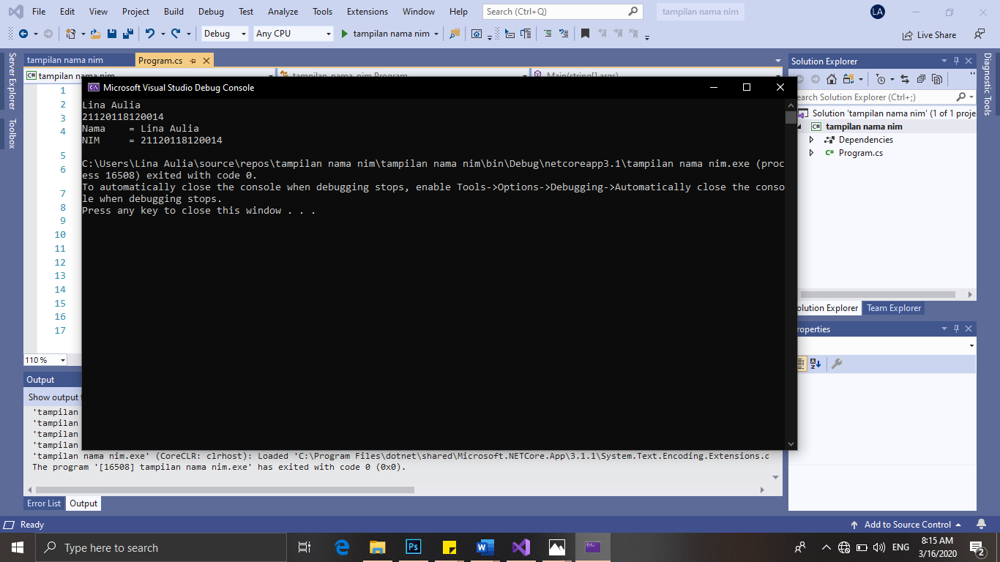 File Edit View Project Build Debug Test Analyze Tools Extensions Window Help Search (Ctrl+Q) tampilan nama nim LA
Debug Any CPU tampilan nama nim Live Share
Server Explorer
Toolbox
tampilan nama nim Program.cs
C# tampilan nama nim tampilan_nama_nim.Program Main(string[] args)
1
2
3
4
5
6
7
8
9
10
11
12
13
14
15
16
17
110 %
Microsoft Visual Studio Debug Console
Lina Aulia
21120118120014
Nama = Lina Aulia
NIM = 21120118120014
C:\Users\Lina Aulia\source\repos\tampilan nama nim\tampilan nama nim\bin\Debug\netcoreapp3.1\tampilan nama nim.exe (proc
ess 16508) exited with code 0.
To automatically close the console when debugging stops, enable Tools->Options->Debugging->Automatically close the conso
le when debugging stops.
Press any key to close this window . . .
Solution Explorer
earch Solution Explorer (Ctrl+;)
Solution 'tampilan nama nim' (1 of 1 proje
C# tampilan nama nim
Dependencies
C# Program.cs
olution Explorer Team Explorer
roperties
Diagnostic Tools
Output
Show output
'tampilan
'tampilan
'tampilan
'tampilan
'tampilan nama nim.exe' (CoreCLR: clrhost): Loaded 'C:\Program Files\dotnet\shared\Microsoft.NETCore.App\3.1.1\System.Text.Encoding.Extensions.d
The program '[16508] tampilan nama nim.exe' has exited with code 0 (0x0).
Error List Output
Ready Add to Source Control
Type here to search Ps ENG 8:15 AM
3/16/2020 2